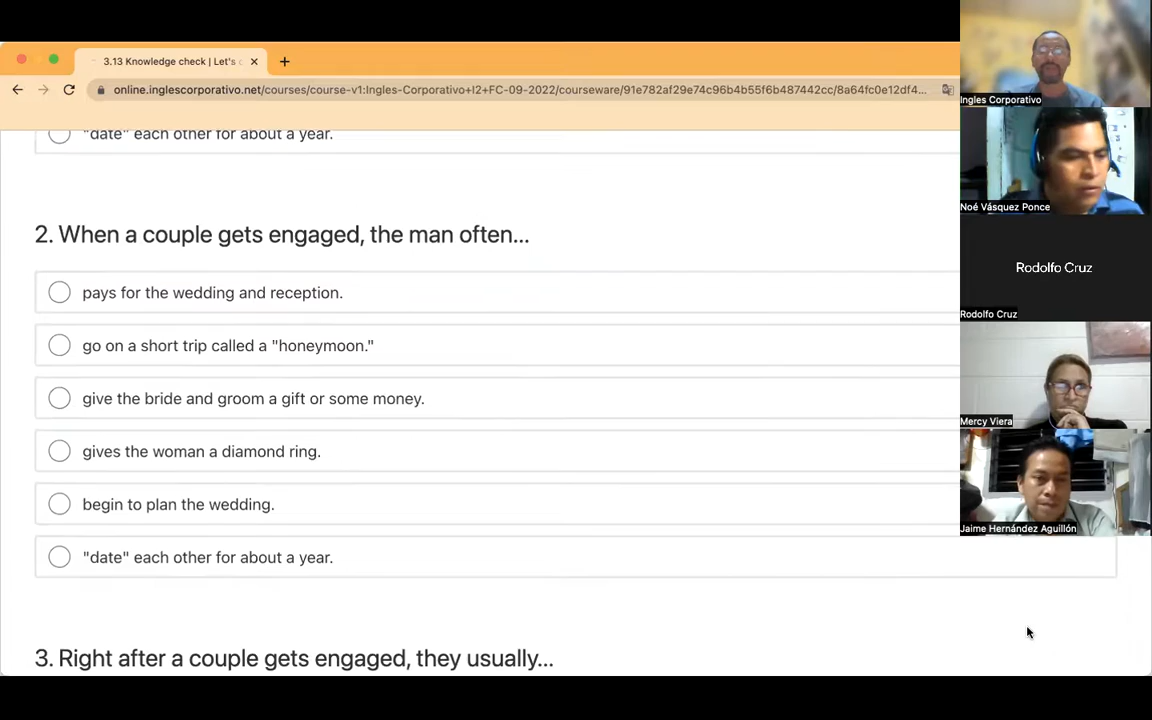 3.13 Knowledge check | Let's
online.inglescorporativo.net/courses/course-v1:Ingles-Corporativo+I2+FC-09-2022/courseware/91e782af29e74c96b4b55f6b487442cc/8a64fc0e12df4...
"date" each other for about a year.
2. When a couple gets engaged, the man often...
pays for the wedding and reception.
go on a short trip called a "honeymoon."
give the bride and groom a gift or some money.
gives the woman a diamond ring.
begin to plan the wedding.
"date" each other for about a year.
3. Right after a couple gets engaged, they usually...
Ingles Corporativo
Noé Vásquez Ponce
Rodolfo Cruz
Rodolfo Cruz
Mercy Viera
Jaime Hernández Aguillón